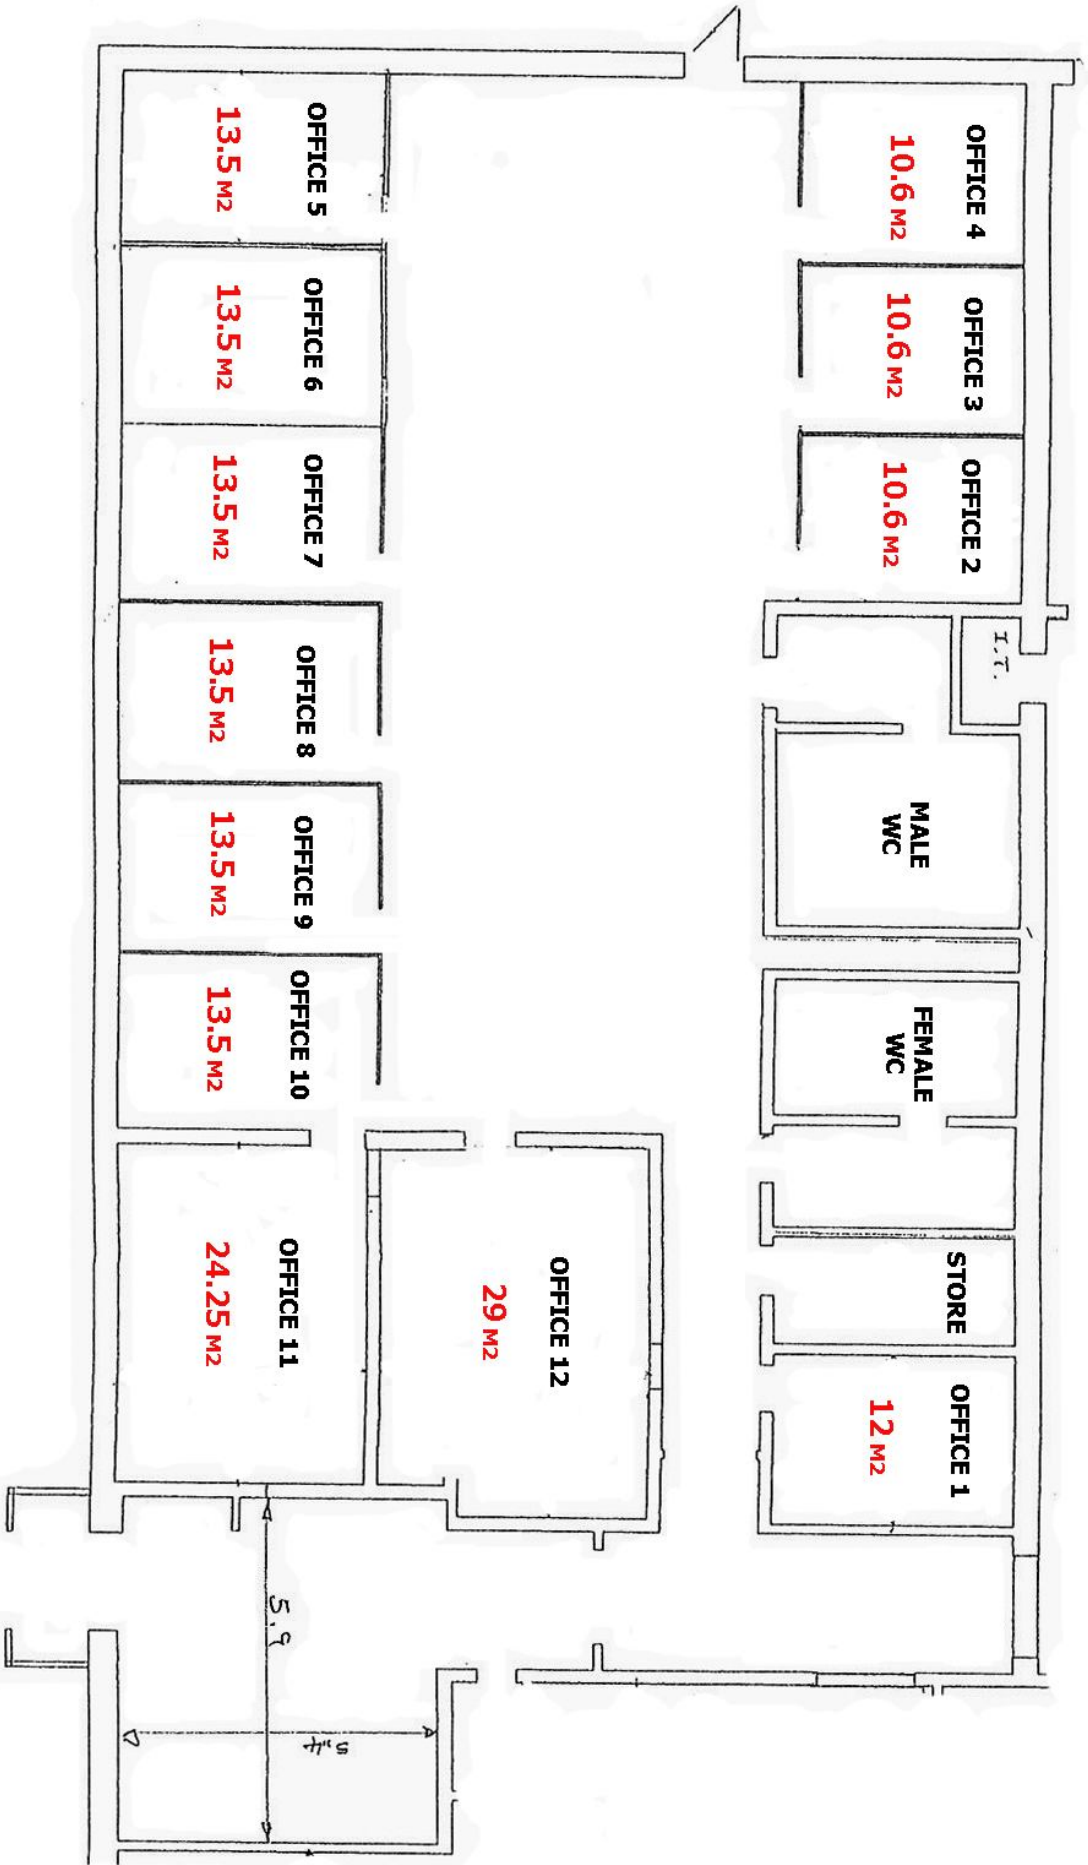 OFFICE 4
10.6 M2
OFFICE 3
10.6 M2
OFFICE 2
10.6 M2
I.T.
MALE
WC
FEMALE
WC
STORE
OFFICE 1
12 M2
OFFICE 5
13.5 M2
OFFICE 6
13.5 M2
OFFICE 7
13.5 M2
OFFICE 8
13.5 M2
OFFICE 9
13.5 M2
OFFICE 10
13.5 M2
OFFICE 11
24.25 M2
OFFICE 12
29 M2
5.9
5.4